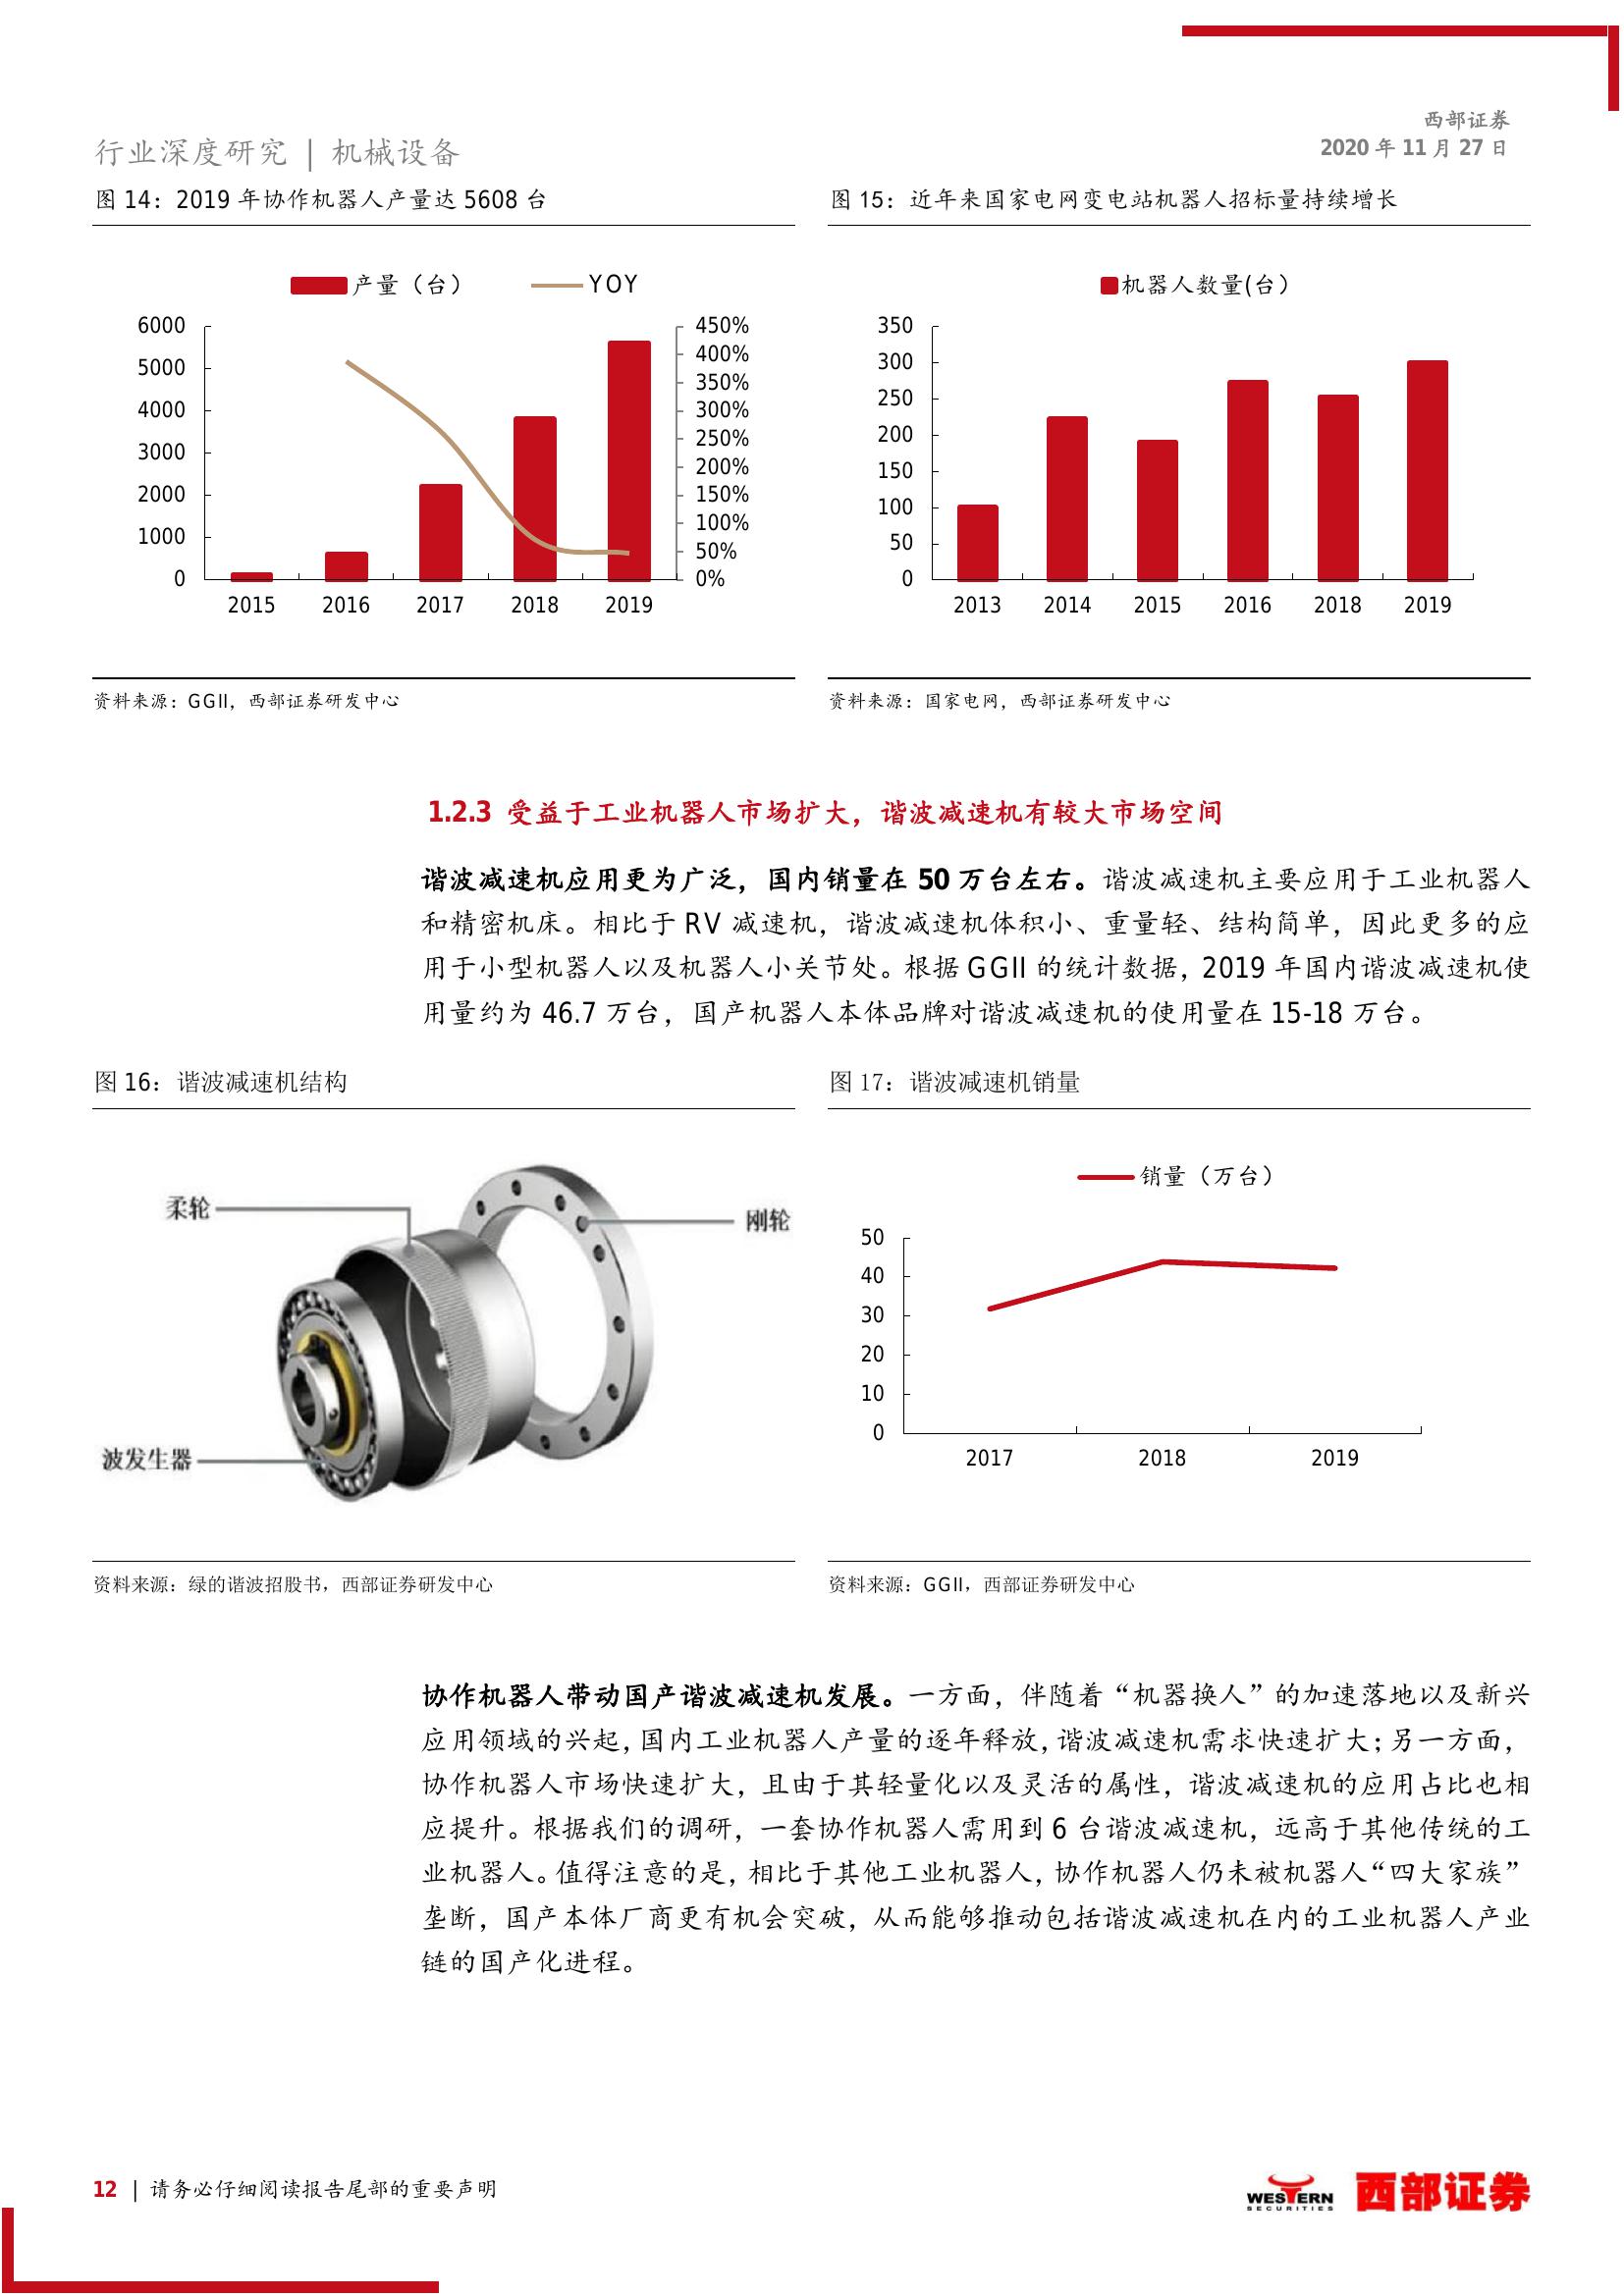 西部证券
行业深度研究 | 机械设备
2020 年 11 月 27 日
图 14：2019 年协作机器人产量达 5608 台
图 15：近年来国家电网变电站机器人招标量持续增长
产量（台）
YOY
6000
5000
4000
3000
2000
1000
0
450%
400%
350%
300%
250%
200%
150%
100%
50%
0%
2015 2016 2017 2018 2019
机器人数量(台）
350
300
250
200
150
100
50
0
2013 2014 2015 2016 2018 2019
资料来源：GGII，西部证券研发中心
资料来源：国家电网，西部证券研发中心
1.2.3 受益于工业机器人市场扩大，谐波减速机有较大市场空间
谐波减速机应用更为广泛，国内销量在 50 万台左右。谐波减速机主要应用于工业机器人
和精密机床。相比于 RV 减速机，谐波减速机体积小、重量轻、结构简单，因此更多的应
用于小型机器人以及机器人小关节处。根据 GGII 的统计数据，2019 年国内谐波减速机使
用量约为 46.7 万台，国产机器人本体品牌对谐波减速机的使用量在 15-18 万台。
图 16：谐波减速机结构
图 17：谐波减速机销量
柔轮
刚轮
波发生器
销量（万台）
50
40
30
20
10
0
2017 2018 2019
资料来源：绿的谐波招股书，西部证券研发中心
资料来源：GGII，西部证券研发中心
协作机器人带动国产谐波减速机发展。一方面，伴随着“机器换人”的加速落地以及新兴
应用领域的兴起，国内工业机器人产量的逐年释放，谐波减速机需求快速扩大；另一方面，
协作机器人市场快速扩大，且由于其轻量化以及灵活的属性，谐波减速机的应用占比也相
应提升。根据我们的调研，一套协作机器人需用到 6 台谐波减速机，远高于其他传统的工
业机器人。值得注意的是，相比于其他工业机器人，协作机器人仍未被机器人“四大家族”
垄断，国产本体厂商更有机会突破，从而能够推动包括谐波减速机在内的工业机器人产业
链的国产化进程。
12 | 请务必仔细阅读报告尾部的重要声明
WESTERN
SECURITIES
西部证券